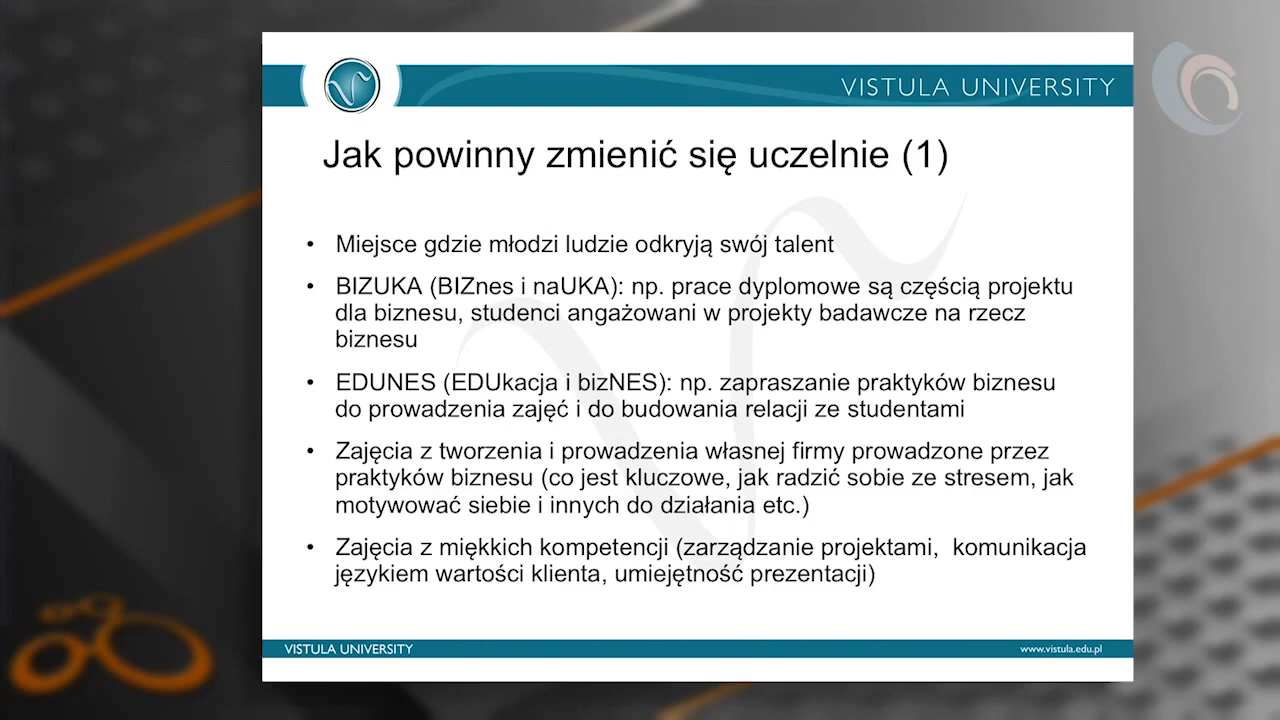 VISTULA UNIVERSITY
Jak powinny zmienić się uczelnie (1)
• Miejsce gdzie młodzi ludzie odkryją swój talent
• BIZUKA (BIZnes i naUKA): np. prace dyplomowe są częścią projektu
dla biznesu, studenci angażowani w projekty badawcze na rzecz
biznesu
• EDUNES (EDUkacja i bizNES): np. zapraszanie praktyków biznesu
do prowadzenia zajęć i do budowania relacji ze studentami
• Zajęcia z tworzenia i prowadzenia własnej firmy prowadzone przez
praktyków biznesu (co jest kluczowe, jak radzić sobie ze stresem, jak
motywować siebie i innych do działania etc.)
• Zajęcia z miękkich kompetencji (zarządzanie projektami,  komunikacja
językiem wartości klienta, umiejętność prezentacji)
VISTULA UNIVERSITY
www.vistula.edu.pl